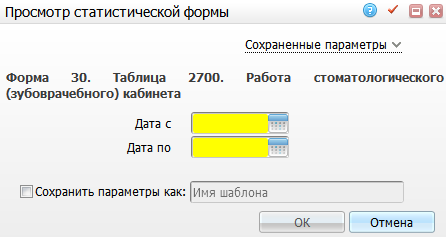 Просмотр статистической формы
Сохраненные параметры
Форма 30. Таблица 2700. Работа стоматологического
(зубоврачебного) кабинета
Дата с
Дата по
Сохранить параметры как: Имя шаблона
ОК Отмена